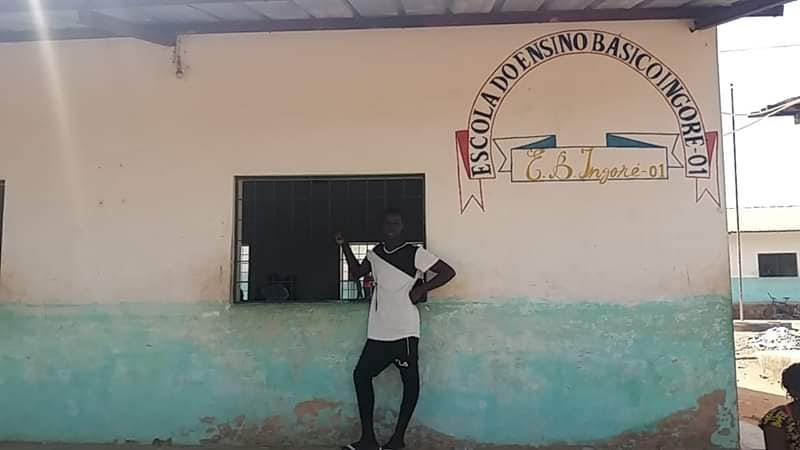 ESCOLA DO ENSINO BASICO INGORE-01
E.B. Ingoré-01